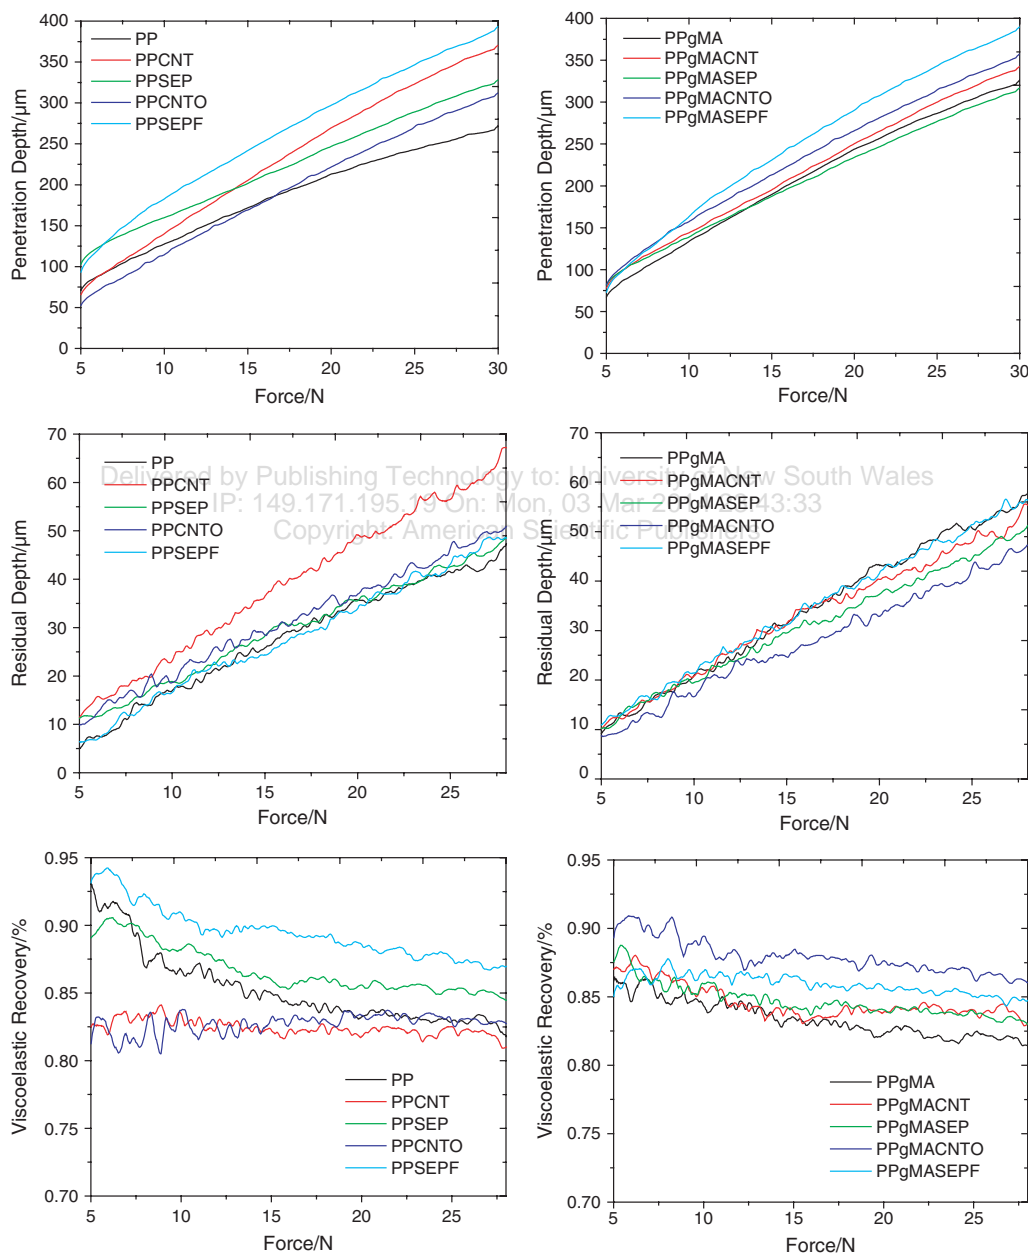 400
350
300
250
200
150
100
50
0
Penetration Depth/µm
PP
PPCNT
PPSEP
PPCNTO
PPSEPF
5 10 15 20 25 30
Force/N
400
350
300
250
200
150
100
50
0
Penetration Depth/µm
PPgMA
PPgMACNT
PPgMASEP
PPgMACNTO
PPgMASEPF
5 10 15 20 25 30
Force/N
Delivered by Publishing Technology to: University of New South Wales
IP: On: Mon, 03 Mar
Copyright: American Scientific Publishers
70
60
50
40
30
20
10
0
Residual Depth/µm
PP
PPCNT
PPSEP
PPCNTO
PPSEPF
5 10 15 20 25
Force/N
70
60
50
40
30
20
10
0
Residual Depth/µm
PPgMA
PPgMACNT
PPgMASEP
PPgMACNTO
PPgMASEPF
5 10 15 20 25
Force/N
0.95
0.90
0.85
0.80
0.75
0.70
Viscoelastic Recovery/%
PP
PPCNT
PPSEP
PPCNTO
PPSEPF
5 10 15 20 25
Force/N
0.95
0.90
0.85
0.80
0.75
0.70
Viscoelastic Recovery/%
PPgMA
PPgMACNT
PPgMASEP
PPgMACNTO
PPgMASEPF
5 10 15 20 25
Force/N